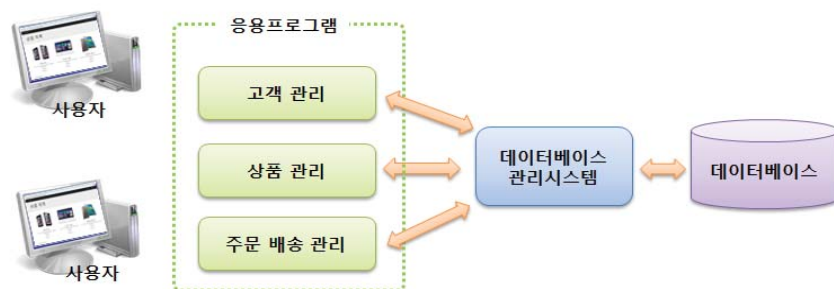 응용프로그램
사용자
고객 관리
상품 관리
주문 배송 관리
데이터베이스
관리시스템
데이터베이스
사용자